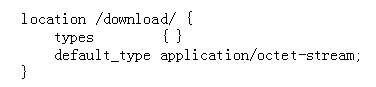 location /download/ {
    types        { }
    default_type application/octet-stream;
}